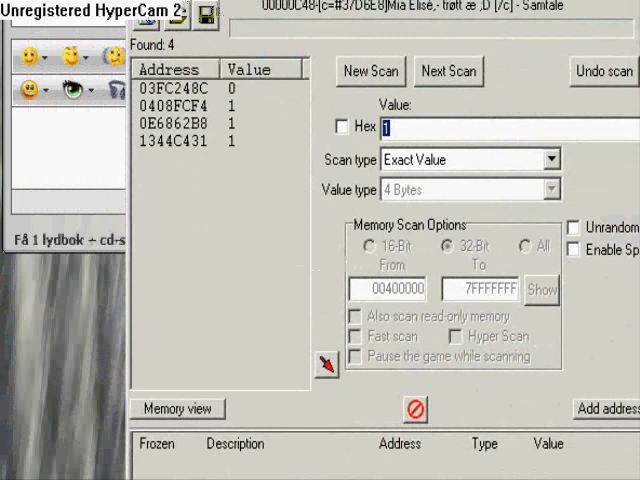 Unregistered HyperCam 2
00000C48-[c=#37D6E8]Mia Elisé,- trøtt æ ,D [/c] - Samtale
Found: 4
Address Value
03FC248C 0
0408FCF4 1
0E6862B8 1
1344C431 1
New Scan Next Scan Undo scan
Value:
Hex 1
Scan type Exact Value
Value type 4 Bytes
Memory Scan Options
16-Bit 32-Bit All
From To
00400000 7FFFFFFF Show
Also scan read-only memory
Fast scan Hyper Scan
Pause the game while scanning
Unrandom
Enable Sp
Få 1 lydbok ÷ cd-s
Memory view Add address
Frozen Description Address Type Value